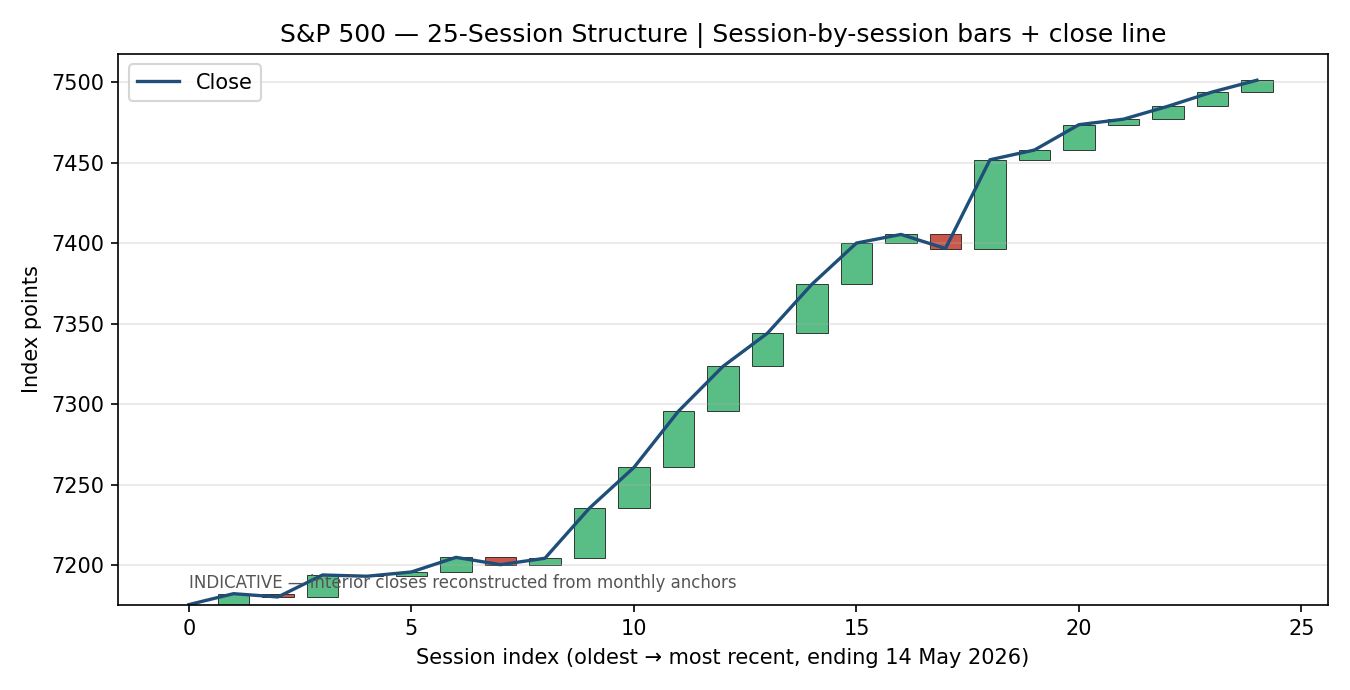 S&P 500 — 25-Session Structure | Session-by-session bars + close line
Close
Index points
7500
7450
7400
7350
7300
7250
7200
INDICATIVE — interior closes reconstructed from monthly anchors
0 5 10 15 20 25
Session index (oldest → most recent, ending 14 May 2026)